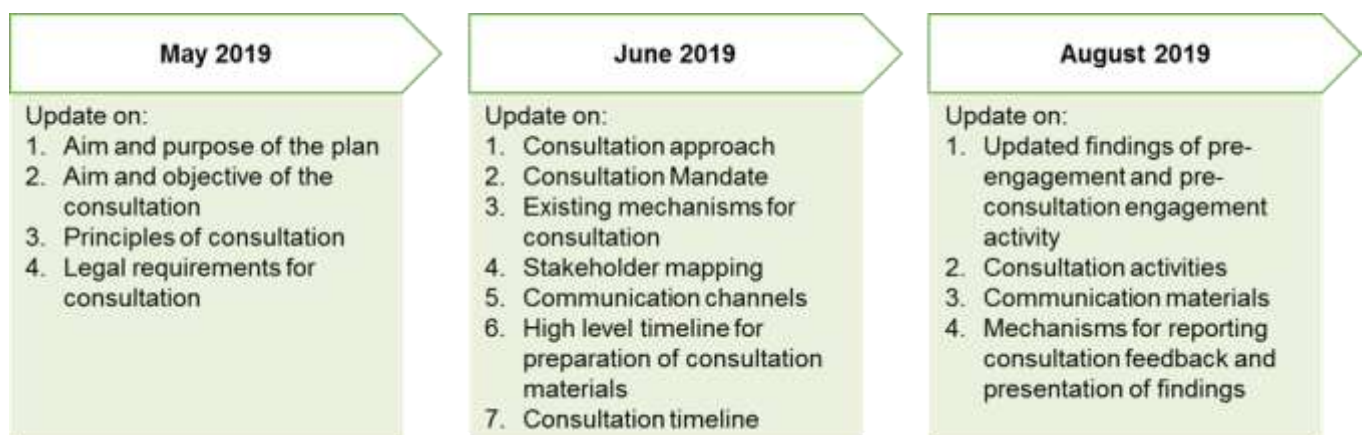 May 2019
Update on:
1. Aim and purpose of the plan
2. Aim and objective of the
consultation
3. Principles of consultation
4. Legal requirements for
consultation
June 2019
Update on:
1. Consultation approach
2. Consultation Mandate
3. Existing mechanisms for
consultation
4. Stakeholder mapping
5. Communication channels
6. High level timeline for
preparation of consultation
materials
7. Consultation timeline
August 2019
Update on:
1. Updated findings of pre-
engagement and pre-
consultation engagement
activity
2. Consultation activities
3. Communication materials
4. Mechanisms for reporting
consultation feedback and
presentation of findings